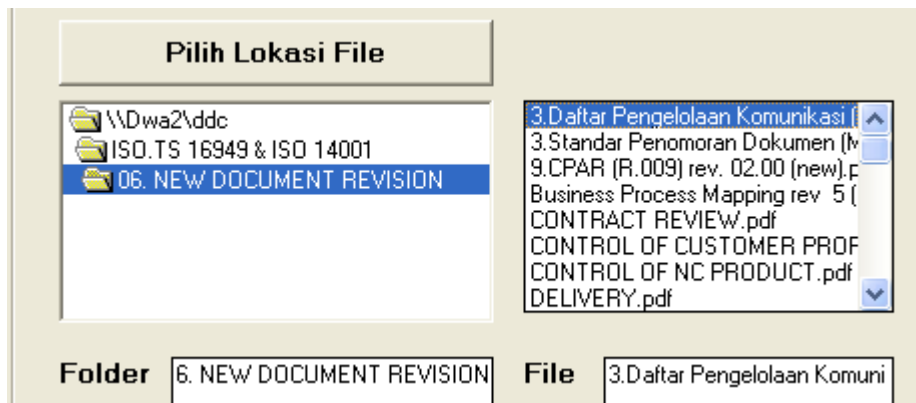 Pilih Lokasi File
\\Dwa2\ddc
ISO.TS 16949 & ISO 14001
06. NEW DOCUMENT REVISION
3.Daftar Pengelolaan Komunikasi (
3.Standar Penomoran Dokumen (M
9.CPAR (R.009) rev. 02.00 (new).p
Business Process Mapping rev 5 (
CONTRACT REVIEW.pdf
CONTROL OF CUSTOMER PROP
CONTROL OF NC PRODUCT.pdf
DELIVERY.pdf
Folder 6. NEW DOCUMENT REVISION
File 3.Daftar Pengelolaan Komuni